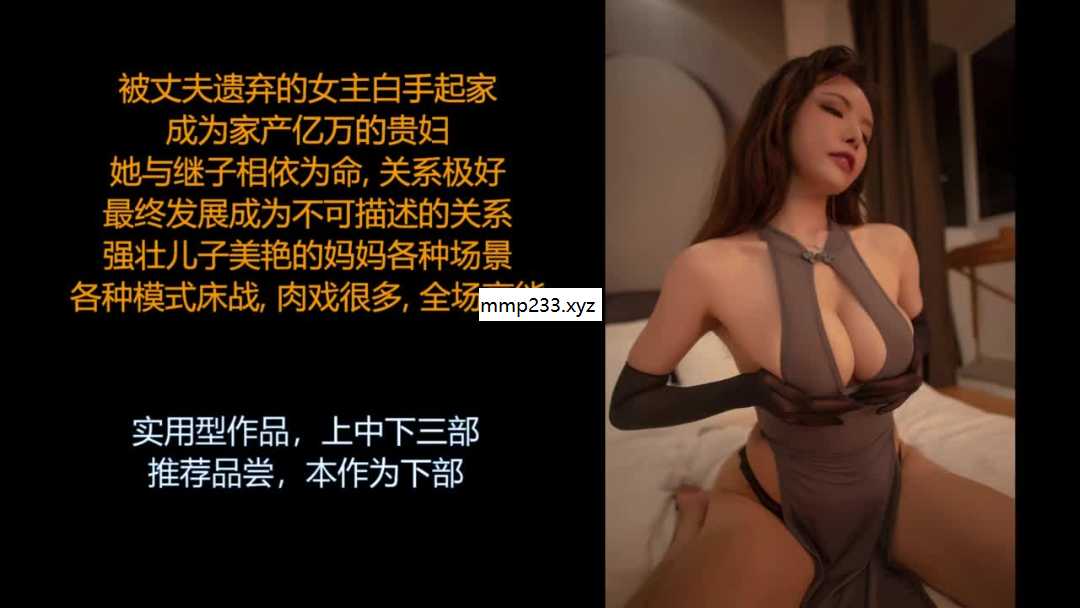 被丈夫遗弃的女主白手起家
成为家产亿万的贵妇
她与继子相依为命, 关系极好
最终发展成为不可描述的关系
强壮儿子美艳的妈妈各种场景
各种模式床战, 肉戏很多, 全场
mmp233.xyz
实用型作品，上中下三部
推荐品尝，本作为下部